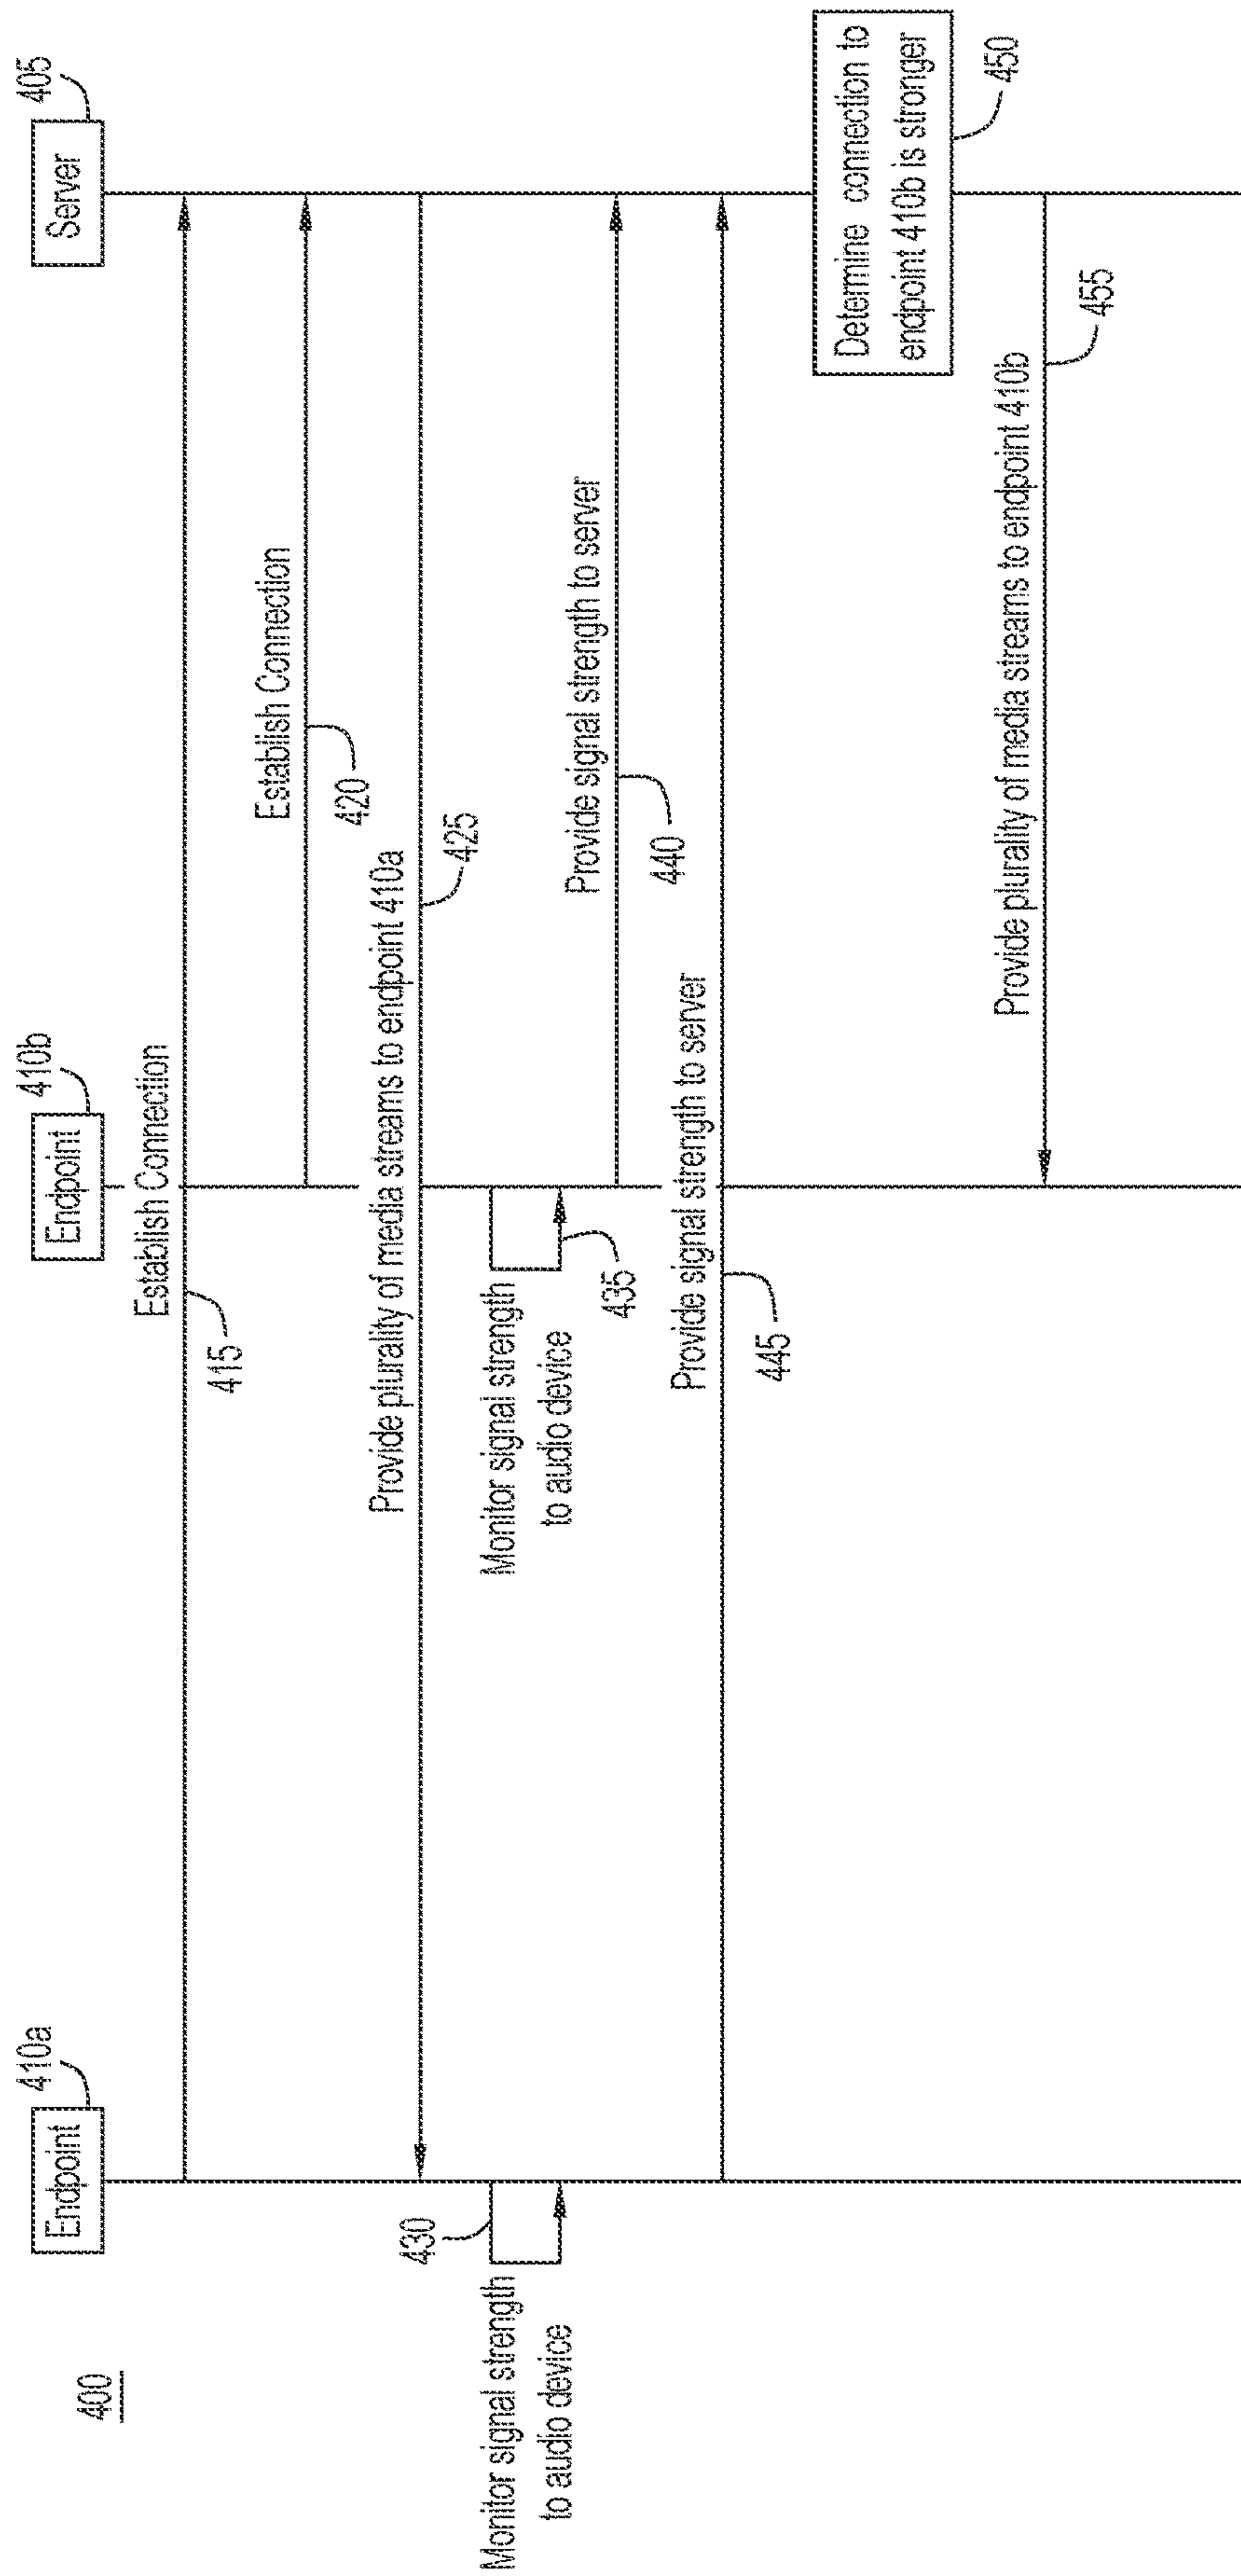 400
Endpoint
410a
Endpoint
410b
Server
405
Establish Connection
415
Establish Connection
420
Provide plurality of media streams to endpoint 410a
425
430
Monitor signal strength
to audio device
Monitor signal strength
to audio device
435
Provide signal strength to server
440
Provide signal strength to server
445
Determine connection to
endpoint 410b is stronger
450
Provide plurality of media streams to endpoint 410b
455